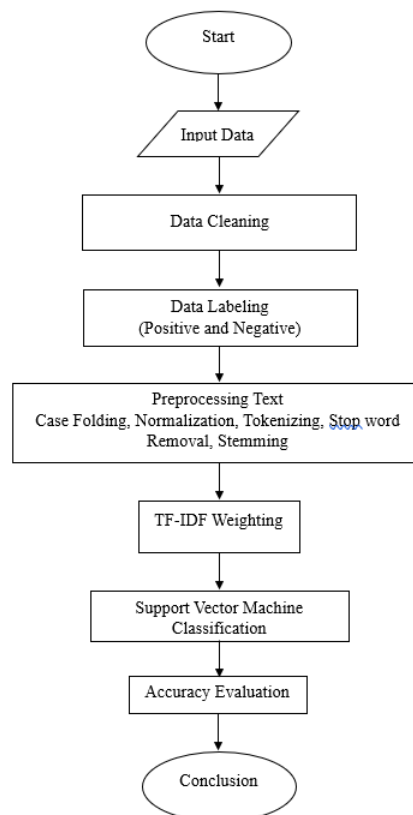 Start
Input Data
Data Cleaning
Data Labeling
(Positive and Negative)
Preprocessing Text
Case Folding, Normalization, Tokenizing, Stop word
Removal, Stemming
TF-IDF Weighting
Support Vector Machine
Classification
Accuracy Evaluation
Conclusion